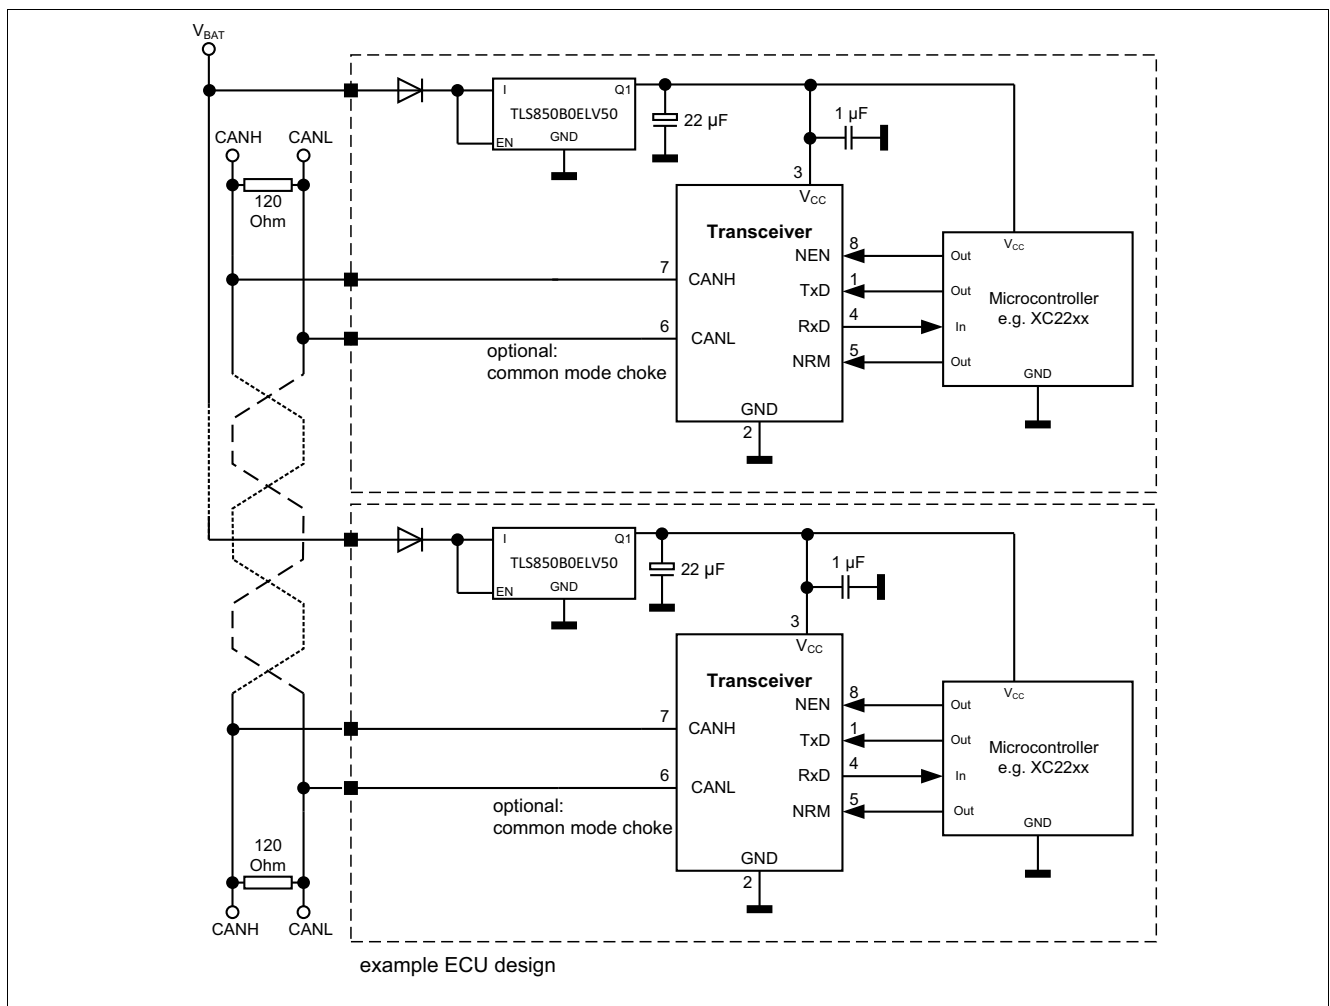 VBAT
CANH CANL
120
Ohm
I Q1
TLS850B0ELV50
GND
EN
22 µF
1 µF
3
VCC
Transceiver
7 CANH
6 CANL
NEN 8
TxD 1
RxD 4
NRM 5
GND
2
optional:
common mode choke
VCC
Out
Out
In
Out
Microcontroller
e.g. XC22xx
GND
I Q1
TLS850B0ELV50
GND
EN
22 µF
1 µF
3
VCC
Transceiver
7 CANH
6 CANL
NEN 8
TxD 1
RxD 4
NRM 5
GND
2
optional:
common mode choke
VCC
Out
Out
In
Out
Microcontroller
e.g. XC22xx
GND
120
Ohm
CANH CANL
example ECU design